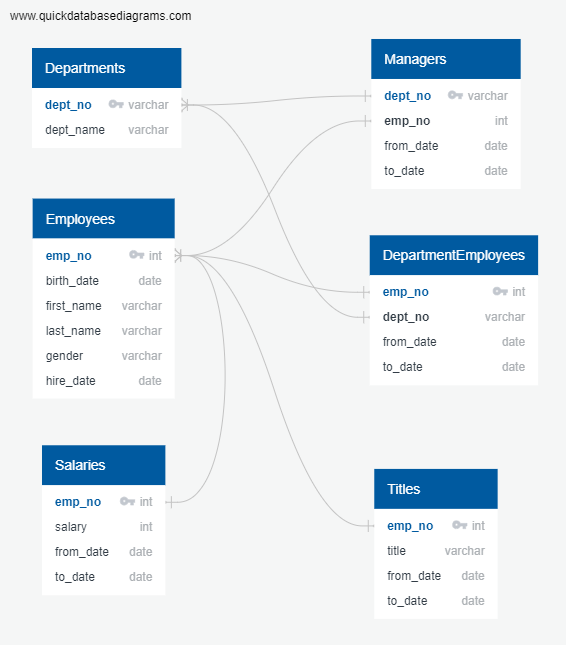 www.quickdatabasediagrams.com
Departments
dept_no varchar
dept_name varchar
Managers
dept_no varchar
emp_no int
from_date date
to_date date
Employees
emp_no int
birth_date date
first_name varchar
last_name varchar
gender varchar
hire_date date
DepartmentEmployees
emp_no int
dept_no varchar
from_date date
to_date date
Salaries
emp_no int
salary int
from_date date
to_date date
Titles
emp_no int
title varchar
from_date date
to_date date